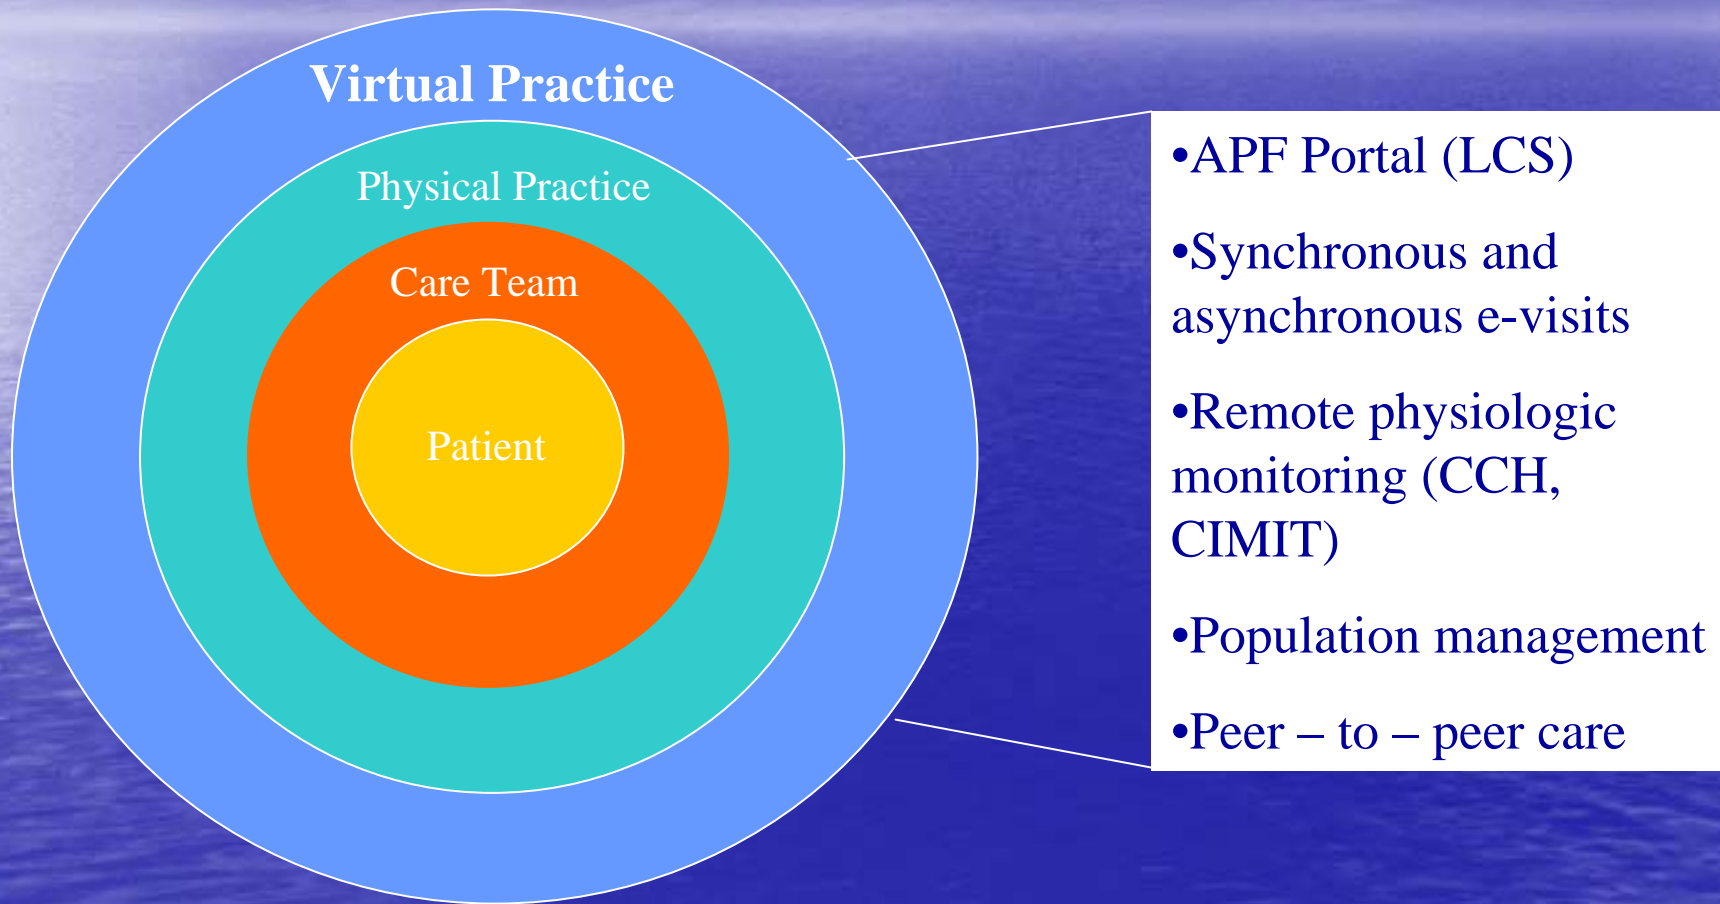 Virtual Practice
Physical Practice
Care Team
Patient
•APF Portal (LCS)
•Synchronous and
asynchronous e-visits
•Remote physiologic
monitoring (CCH,
CIMIT)
•Population management
•Peer – to – peer care